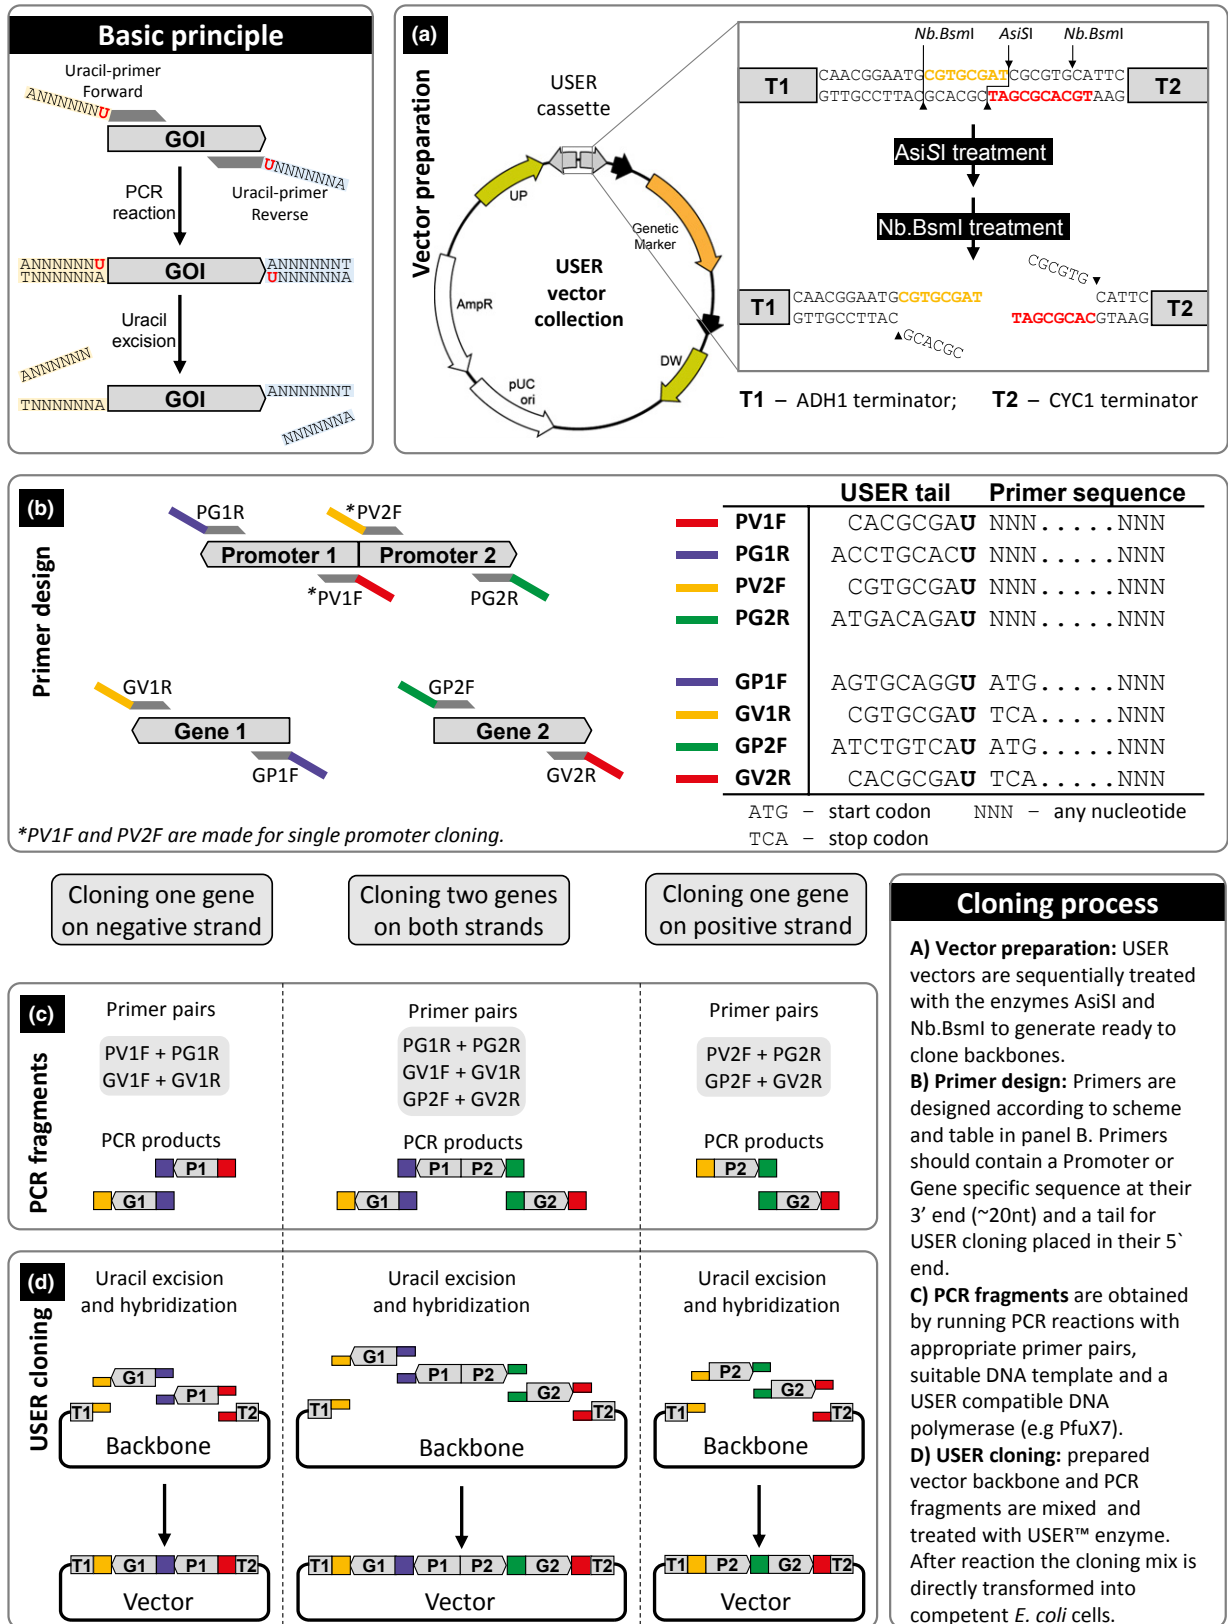 Basic principle
Uracil-primer
Forward
ANNNNNNU
GOI
UNNNNNNA
PCR
reaction
Uracil-primer
Reverse
ANNNNNNU
TNNNNNNA
GOI
ANNNNNNT
UNNNNNNA
Uracil
excision
ANNNNNN
TNNNNNNA
GOI
ANNNNNNT
NNNNNNA
(a)
Vector preparation
USER
cassette
UP
Genetic
Marker
USER
vector
collection
AmpR
DW
pUC
ori
Nb.BsmI AsiSI Nb.BsmI
T1
CAACGGAATGCGTGCGATCGCGTGCATTC
GTTGCCTTACGCACGCTAGCGCACGTAAG
T2
AsiSI treatment
Nb.BsmI treatment
CGCGTG
T1
CAACGGAATGCGTGCGAT
GTTGCCTTAC
GCACGC
CATTC
TAGCGCACGTAAG
T2
T1 – ADH1 terminator; T2 – CYC1 terminator
(b)
Primer design
PG1R
*PV2F
Promoter 1
Promoter 2
*PV1F
PG2R
GV1R
GP2F
Gene 1
Gene 2
GP1F
GV2R
*PV1F and PV2F are made for single promoter cloning.
USER tail Primer sequence
PV1F CACGCGAU NNN.....NNN
PG1R ACCTGCACU NNN.....NNN
PV2F CGTGCGAU NNN.....NNN
PG2R ATGACAGAU NNN.....NNN
GP1F AGTGCAGGU ATG.....NNN
GV1R CGTGCGAU TCA.....NNN
GP2F ATCTGTCAU ATG.....NNN
GV2R CACGCGAU TCA.....NNN
ATG – start codon NNN – any nucleotide
TCA – stop codon
Cloning one gene
on negative strand
Cloning two genes
on both strands
Cloning one gene
on positive strand
(c)
PCR fragments
Primer pairs
PV1F + PG1R
GV1F + GV1R
PCR products
P1
G1
Primer pairs
PG1R + PG2R
GV1F + GV1R
GP2F + GV2R
PCR products
P1 P2
G1 G2
Primer pairs
PV2F + PG2R
GP2F + GV2R
PCR products
P2
G2
(d)
USER cloning
Uracil excision
and hybridization
G1
P1
T1 T2
Backbone
T1 G1 P1 T2
Vector
Uracil excision
and hybridization
G1
P1 P2
G2
T1 T2
Backbone
T1 G1 P1 P2 G2 T2
Vector
Uracil excision
and hybridization
P2
G2
T1 T2
Backbone
T1 P2 G2 T2
Vector
Cloning process
A) Vector preparation: USER
vectors are sequentially treated
with the enzymes AsiSI and
Nb.BsmI to generate ready to
clone backbones.
B) Primer design: Primers are
designed according to scheme
and table in panel B. Primers
should contain a Promoter or
Gene specific sequence at their
3’ end (~20nt) and a tail for
USER cloning placed in their 5`
end.
C) PCR fragments are obtained
by running PCR reactions with
appropriate primer pairs,
suitable DNA template and a
USER compatible DNA
polymerase (e.g PfuX7).
D) USER cloning: prepared
vector backbone and PCR
fragments are mixed and
treated with USER™ enzyme.
After reaction the cloning mix is
directly transformed into
competent E. coli cells.